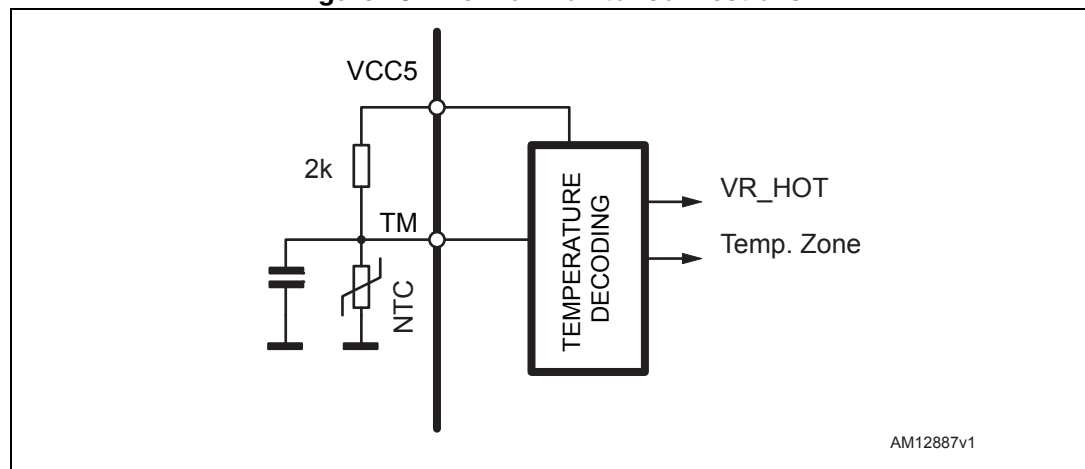 VCC5
2k
TM
NTC
TEMPERATURE
DECODING
VR_HOT
Temp. Zone
AM12887v1